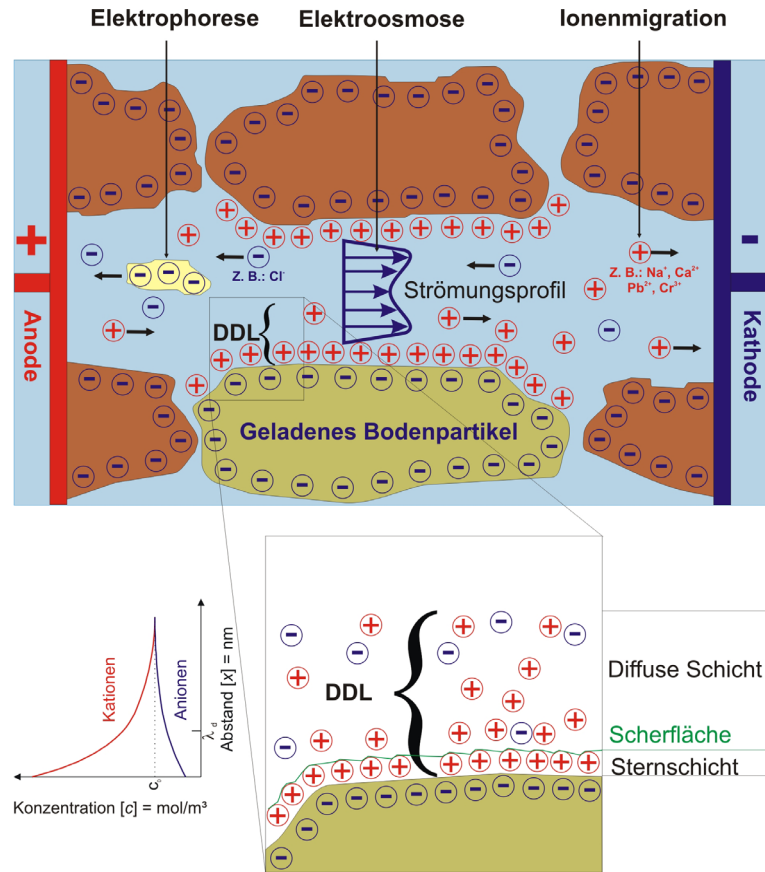 Elektrophorese
Elektroosmose
Ionenmigration
+
Anode
-
Kathode
Z. B.: Cl⁻
Z. B.: Na⁺, Ca²⁺
Pb²⁺, Cr³⁺
Strömungsprofil
DDL
Geladenes Bodenpartikel
Kationen
Anionen
λd
Abstand [x] = nm
C₀
Konzentration [c] = mol/m³
DDL
Diffuse Schicht
Scherfläche
Sternschicht